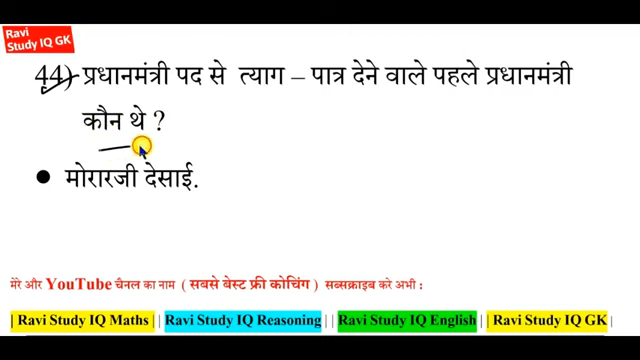 Ravi
Study IQ GK
44) प्रधानमंत्री पद से त्याग – पात्र देने वाले पहले प्रधानमंत्री
कौन थे ?
● मोरारजी देसाई.
मेरे और YouTube चैनल का नाम ( सबसे बेस्ट फ्री कोचिंग ) सब्सक्राइब करे अभी :
| Ravi Study IQ Maths | | Ravi Study IQ Reasoning | | Ravi Study IQ English | | Ravi Study IQ GK |